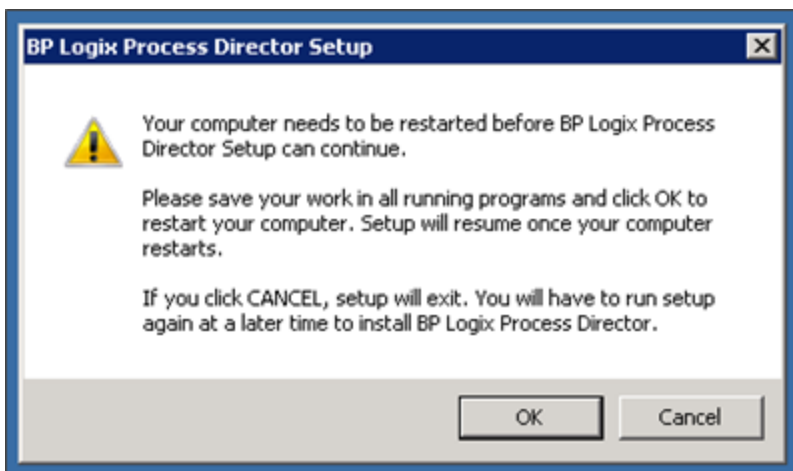 BP Logix Process Director Setup
Your computer needs to be restarted before BP Logix Process
Director Setup can continue.
Please save your work in all running programs and click OK to
restart your computer. Setup will resume once your computer
restarts.
If you click CANCEL, setup will exit. You will have to run setup
again at a later time to install BP Logix Process Director.
OK
Cancel